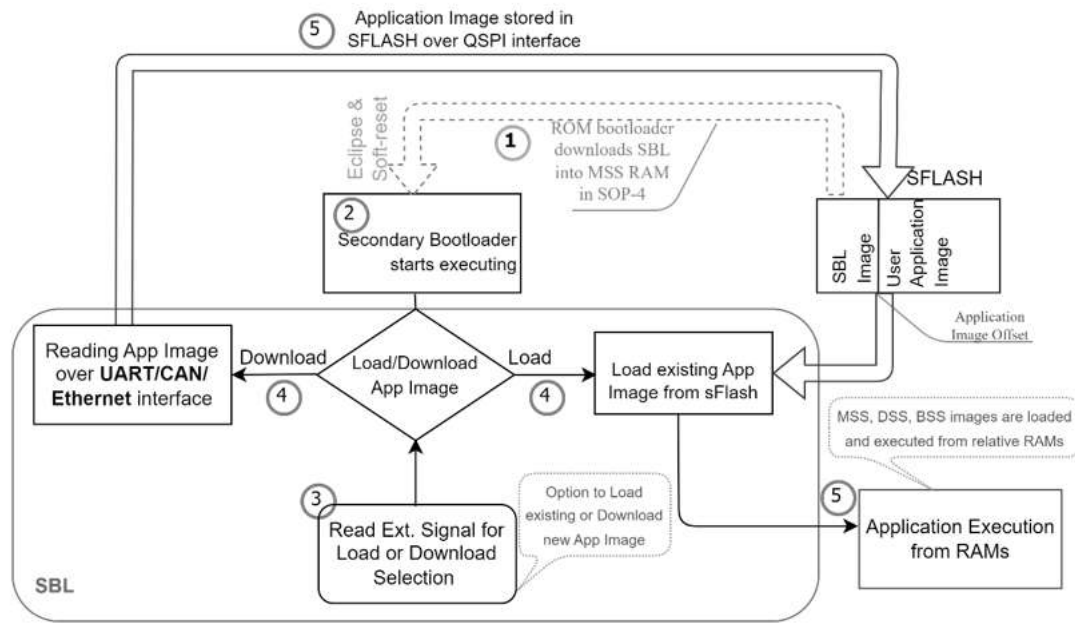 5
Application Image stored in
SFLASH over QSPI interface
Eclipse &
Soft-reset
1
ROM bootloader
downloads SBL
into MSS RAM
in SOP-4
SFLASH
2
Secondary Bootloader
starts executing
SBL
Image
User
Application
Image
Application
Image Offset
Reading App Image
over UART/CAN/
Ethernet interface
Download
4
Load/Download
App Image
Load
4
Load existing App
Image from sFlash
MSS, DSS, BSS images are loaded
and executed from relative RAMs
3
Read Ext. Signal for
Load or Download
Selection
Option to Load
existing or Download
new App Image
5
Application Execution
from RAMs
SBL